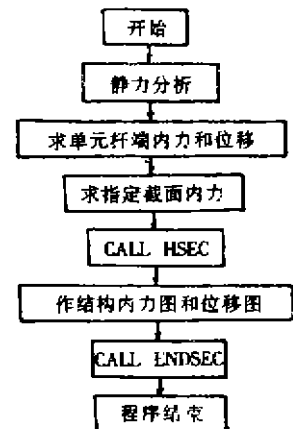 开始
静力分析
求单元杆端内力和位移
求指定截面内力
CALL HSEC
作结构内力图和位移图
CALL ENDSEC
程序结束